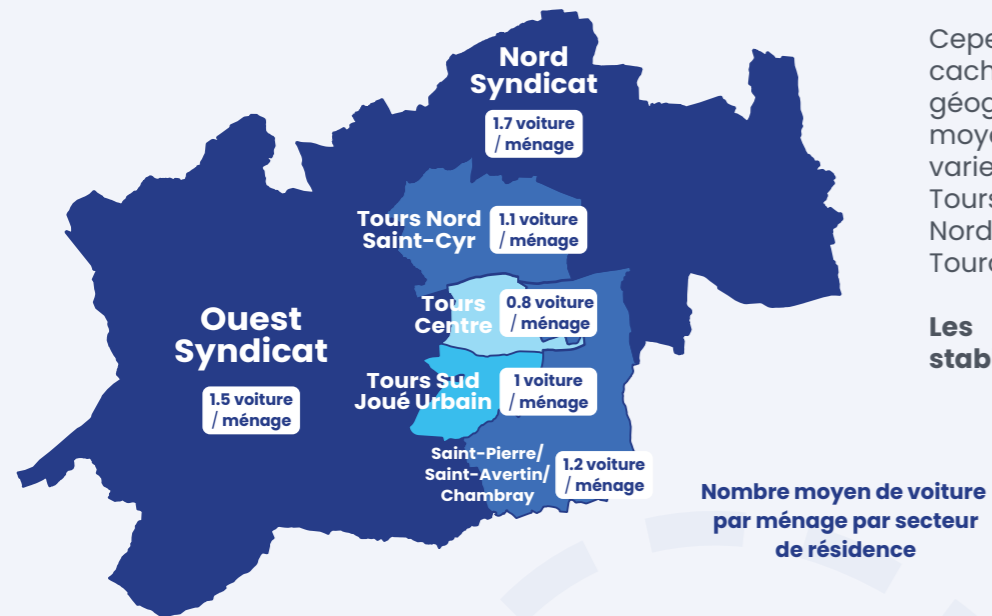 Nord
Syndicat
1.7 voiture
/ ménage
Tours Nord
Saint-Cyr
1.1 voiture
/ ménage
Tours
Centre
0.8 voiture
/ ménage
Ouest
Syndicat
1.5 voiture
/ ménage
Tours Sud
Joué Urbain
1 voiture
/ ménage
Saint-Pierre/
Saint-Avertin/
Chambray
1.2 voiture
/ ménage
Nombre moyen de voiture
par ménage par secteur
de résidence
Cepe
cach
géog
moye
varie
Tours
Nord
Tour
Les
stab